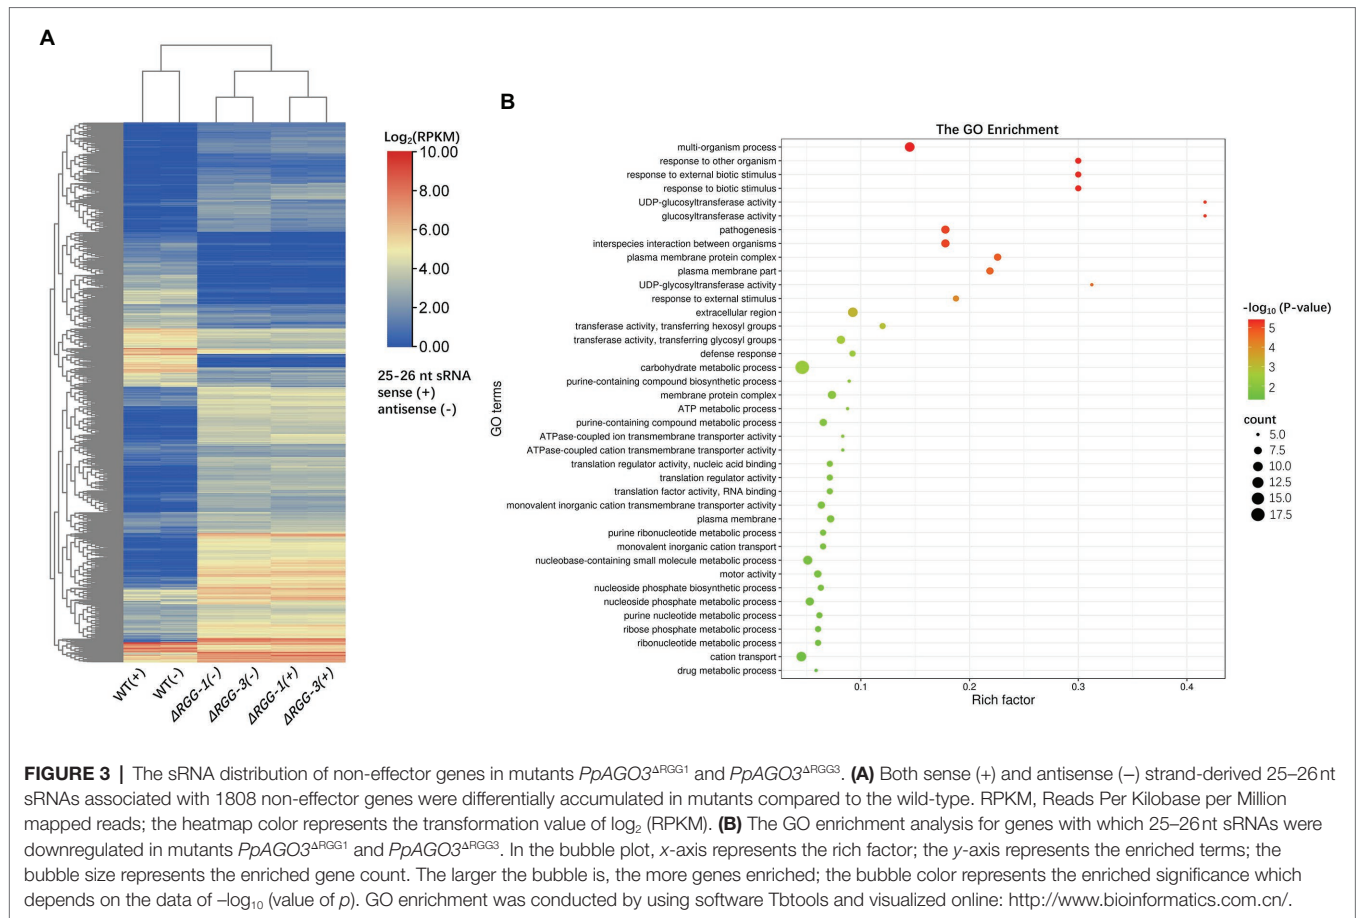 A
Log2(RPKM)
10.00
8.00
6.00
4.00
2.00
0.00
25-26 nt sRNA
sense (+)
antisense (-)
WT(+)
WT(-)
ΔRGG-1(-)
ΔRGG-3(-)
ΔRGG-1(+)
ΔRGG-3(+)
B
The GO Enrichment
GO terms
multi-organism process
response to other organism
response to external biotic stimulus
response to biotic stimulus
UDP-glucosyltransferase activity
glucosyltransferase activity
pathogenesis
interspecies interaction between organisms
plasma membrane protein complex
plasma membrane part
UDP-glycosyltransferase activity
response to external stimulus
extracellular region
transferase activity, transferring hexosyl groups
transferase activity, transferring glycosyl groups
defense response
carbohydrate metabolic process
purine-containing compound biosynthetic process
membrane protein complex
ATP metabolic process
purine-containing compound metabolic process
ATPase-coupled ion transmembrane transporter activity
ATPase-coupled cation transmembrane transporter activity
translation regulator activity, nucleic acid binding
translation regulator activity
translation factor activity, RNA binding
monovalent inorganic cation transmembrane transporter activity
plasma membrane
purine ribonucleotide metabolic process
monovalent inorganic cation transport
nucleobase-containing small molecule metabolic process
motor activity
nucleoside phosphate biosynthetic process
nucleoside phosphate metabolic process
purine nucleotide metabolic process
ribose phosphate metabolic process
ribonucleotide metabolic process
cation transport
drug metabolic process
0.1 0.2 0.3 0.4
Rich factor
-log10 (P-value)
5
4
3
2
count
5.0
7.5
10.0
12.5
15.0
17.5
FIGURE 3 | The sRNA distribution of non-effector genes in mutants PpAGO3ΔRGG1 and PpAGO3ΔRGG3. (A) Both sense (+) and antisense (−) strand-derived 25–26 nt
sRNAs associated with 1808 non-effector genes were differentially accumulated in mutants compared to the wild-type. RPKM, Reads Per Kilobase per Million
mapped reads; the heatmap color represents the transformation value of log2 (RPKM). (B) The GO enrichment analysis for genes with which 25–26 nt sRNAs were
downregulated in mutants PpAGO3ΔRGG1 and PpAGO3ΔRGG3. In the bubble plot, x-axis represents the rich factor; the y-axis represents the enriched terms; the
bubble size represents the enriched gene count. The larger the bubble is, the more genes enriched; the bubble color represents the enriched significance which
depends on the data of –log10 (value of p). GO enrichment was conducted by using software Tbtools and visualized online: http://www.bioinformatics.com.cn/.